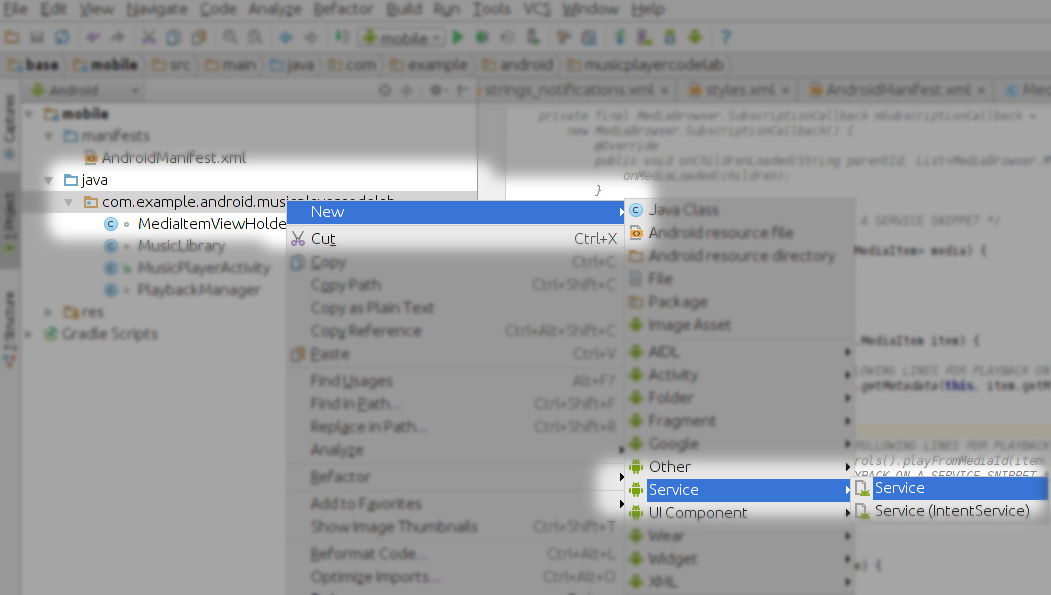 File Edit View Navigate Code Analyze Refactor Build Run Tools VCS Window Help
mobile
base mobile src main java com example android musicplayercodelab
Android
strings_notifications.xml × styles.xml × AndroidManifest.xml ×
Captures
1: Project
7: Structure
mobile
manifests
AndroidManifest.xml
java
com.example.android.musicplayercodelab
MediaItemViewHolde
MusicLibrary
MusicPlayerActivity
PlaybackManager
res
Gradle Scripts
private final MediaBrowser.SubscriptionCallback mSubscriptionCallback =
new MediaBrowser.SubscriptionCallback() {
@Override
public void onChildrenLoaded(String parentId, List<MediaBrowser.M
onMediaLoaded(children);
}
A SERVICE SNIPPET */
MediaItem> media) {
.MediaItem item) {
LOWING LINES FOR PLAYBACK ON
.getMetadata(this, item.getM
FOLLOWING LINES FOR PLAYBACK
rols().playFromMediaId(item.
YBACK ON A SERVICE SNIPPET *
) {
New
Cut Ctrl+X
Copy Ctrl+C
Copy Path Ctrl+Shift+C
Copy as Plain Text
Copy Reference Ctrl+Alt+Shift+C
Paste Ctrl+V
Find Usages Alt+F7
Find in Path... Ctrl+Shift+F
Replace in Path... Ctrl+Shift+R
Analyze
Refactor
Add to Favorites
Show Image Thumbnails Ctrl+Shift+T
Reformat Code... Ctrl+Alt+L
Optimize Imports... Ctrl+Alt+O
Java Class
Android resource file
Android resource directory
File
Package
Image Asset
AIDL
Activity
Folder
Fragment
Google
Other
Service
UI Component
Wear
Widget
XML
Service
Service (IntentService)